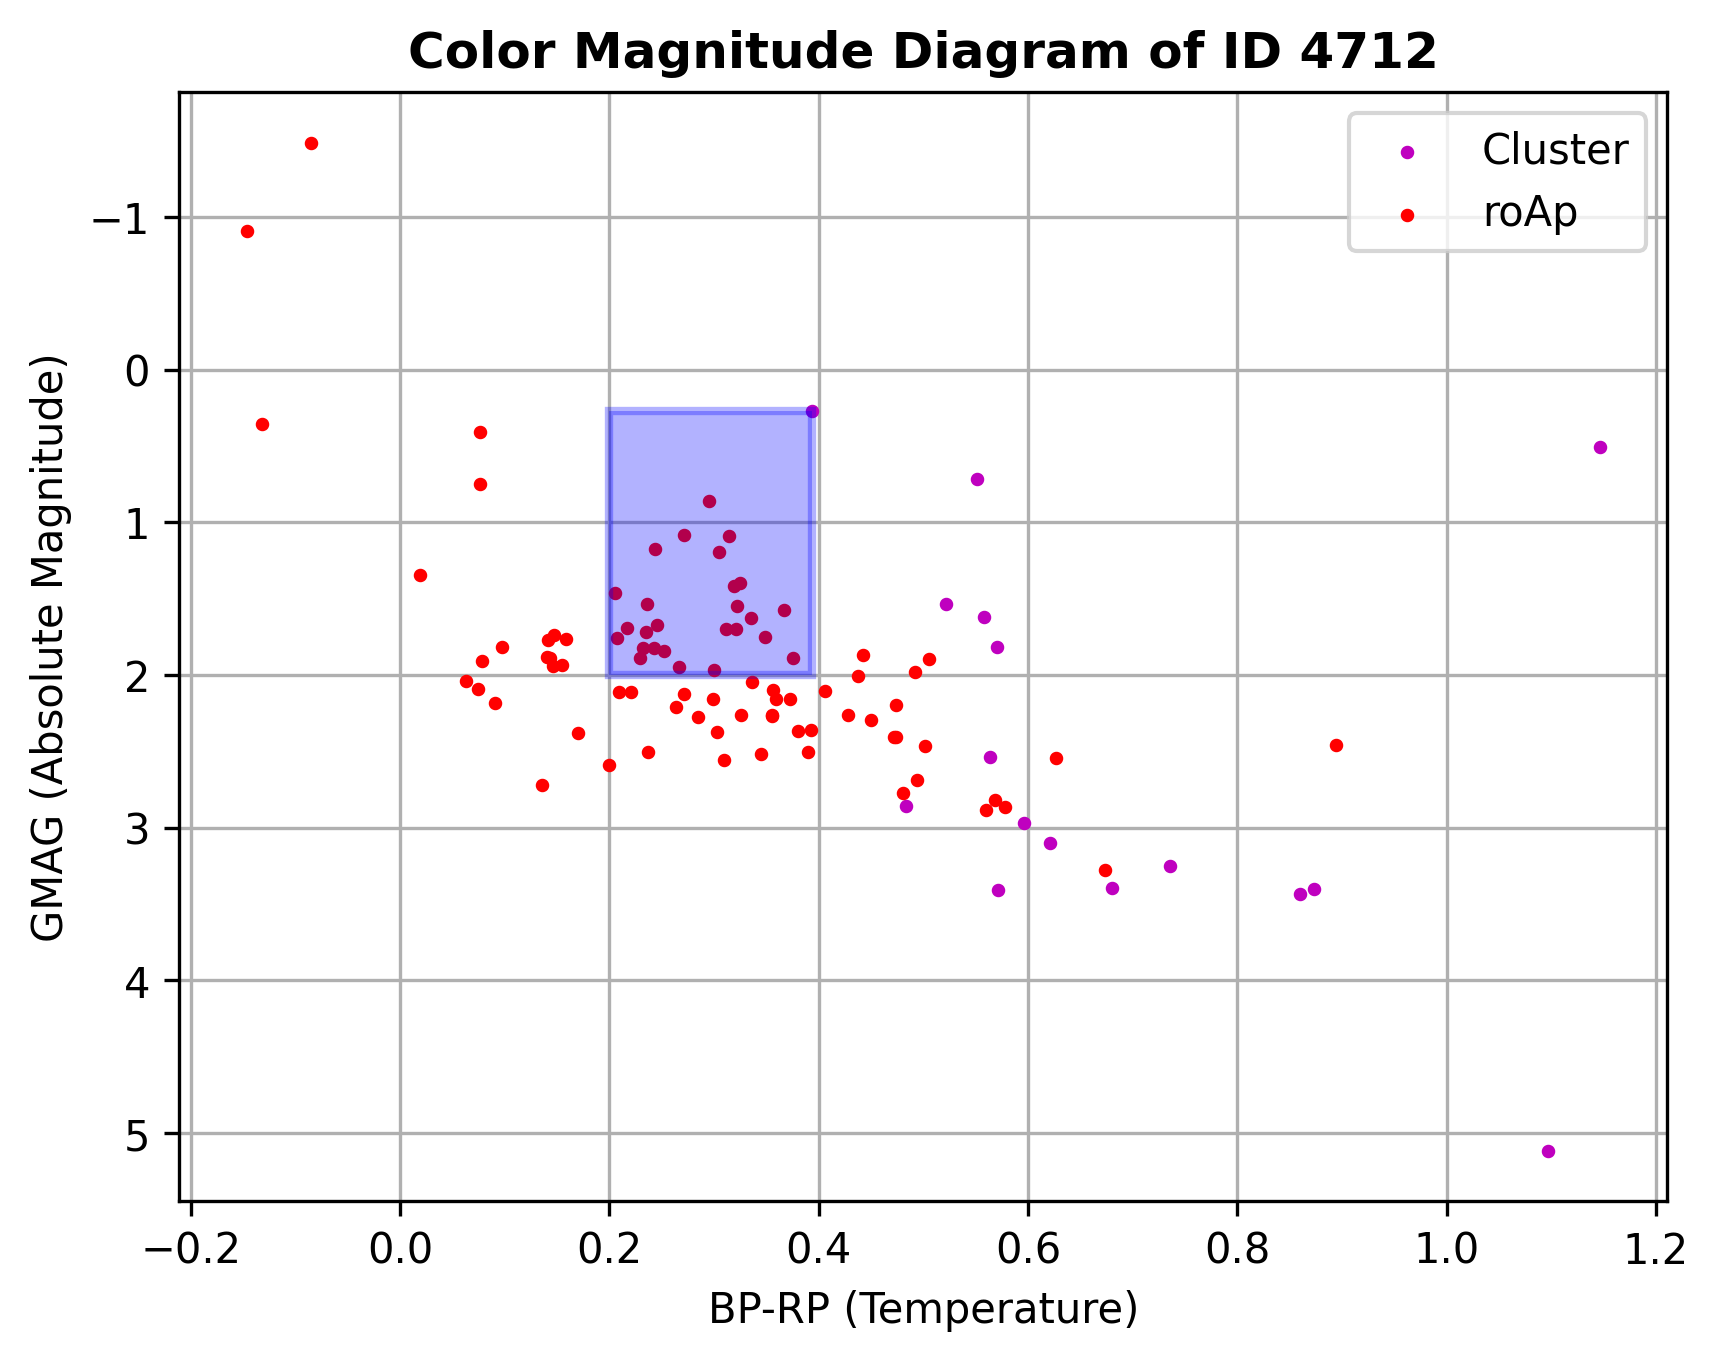 Color Magnitude Diagram of ID 4712
Cluster
roAp
GMAG (Absolute Magnitude)
−1
0
1
2
3
4
5
−0.2 0.0 0.2 0.4 0.6 0.8 1.0 1.2
BP-RP (Temperature)